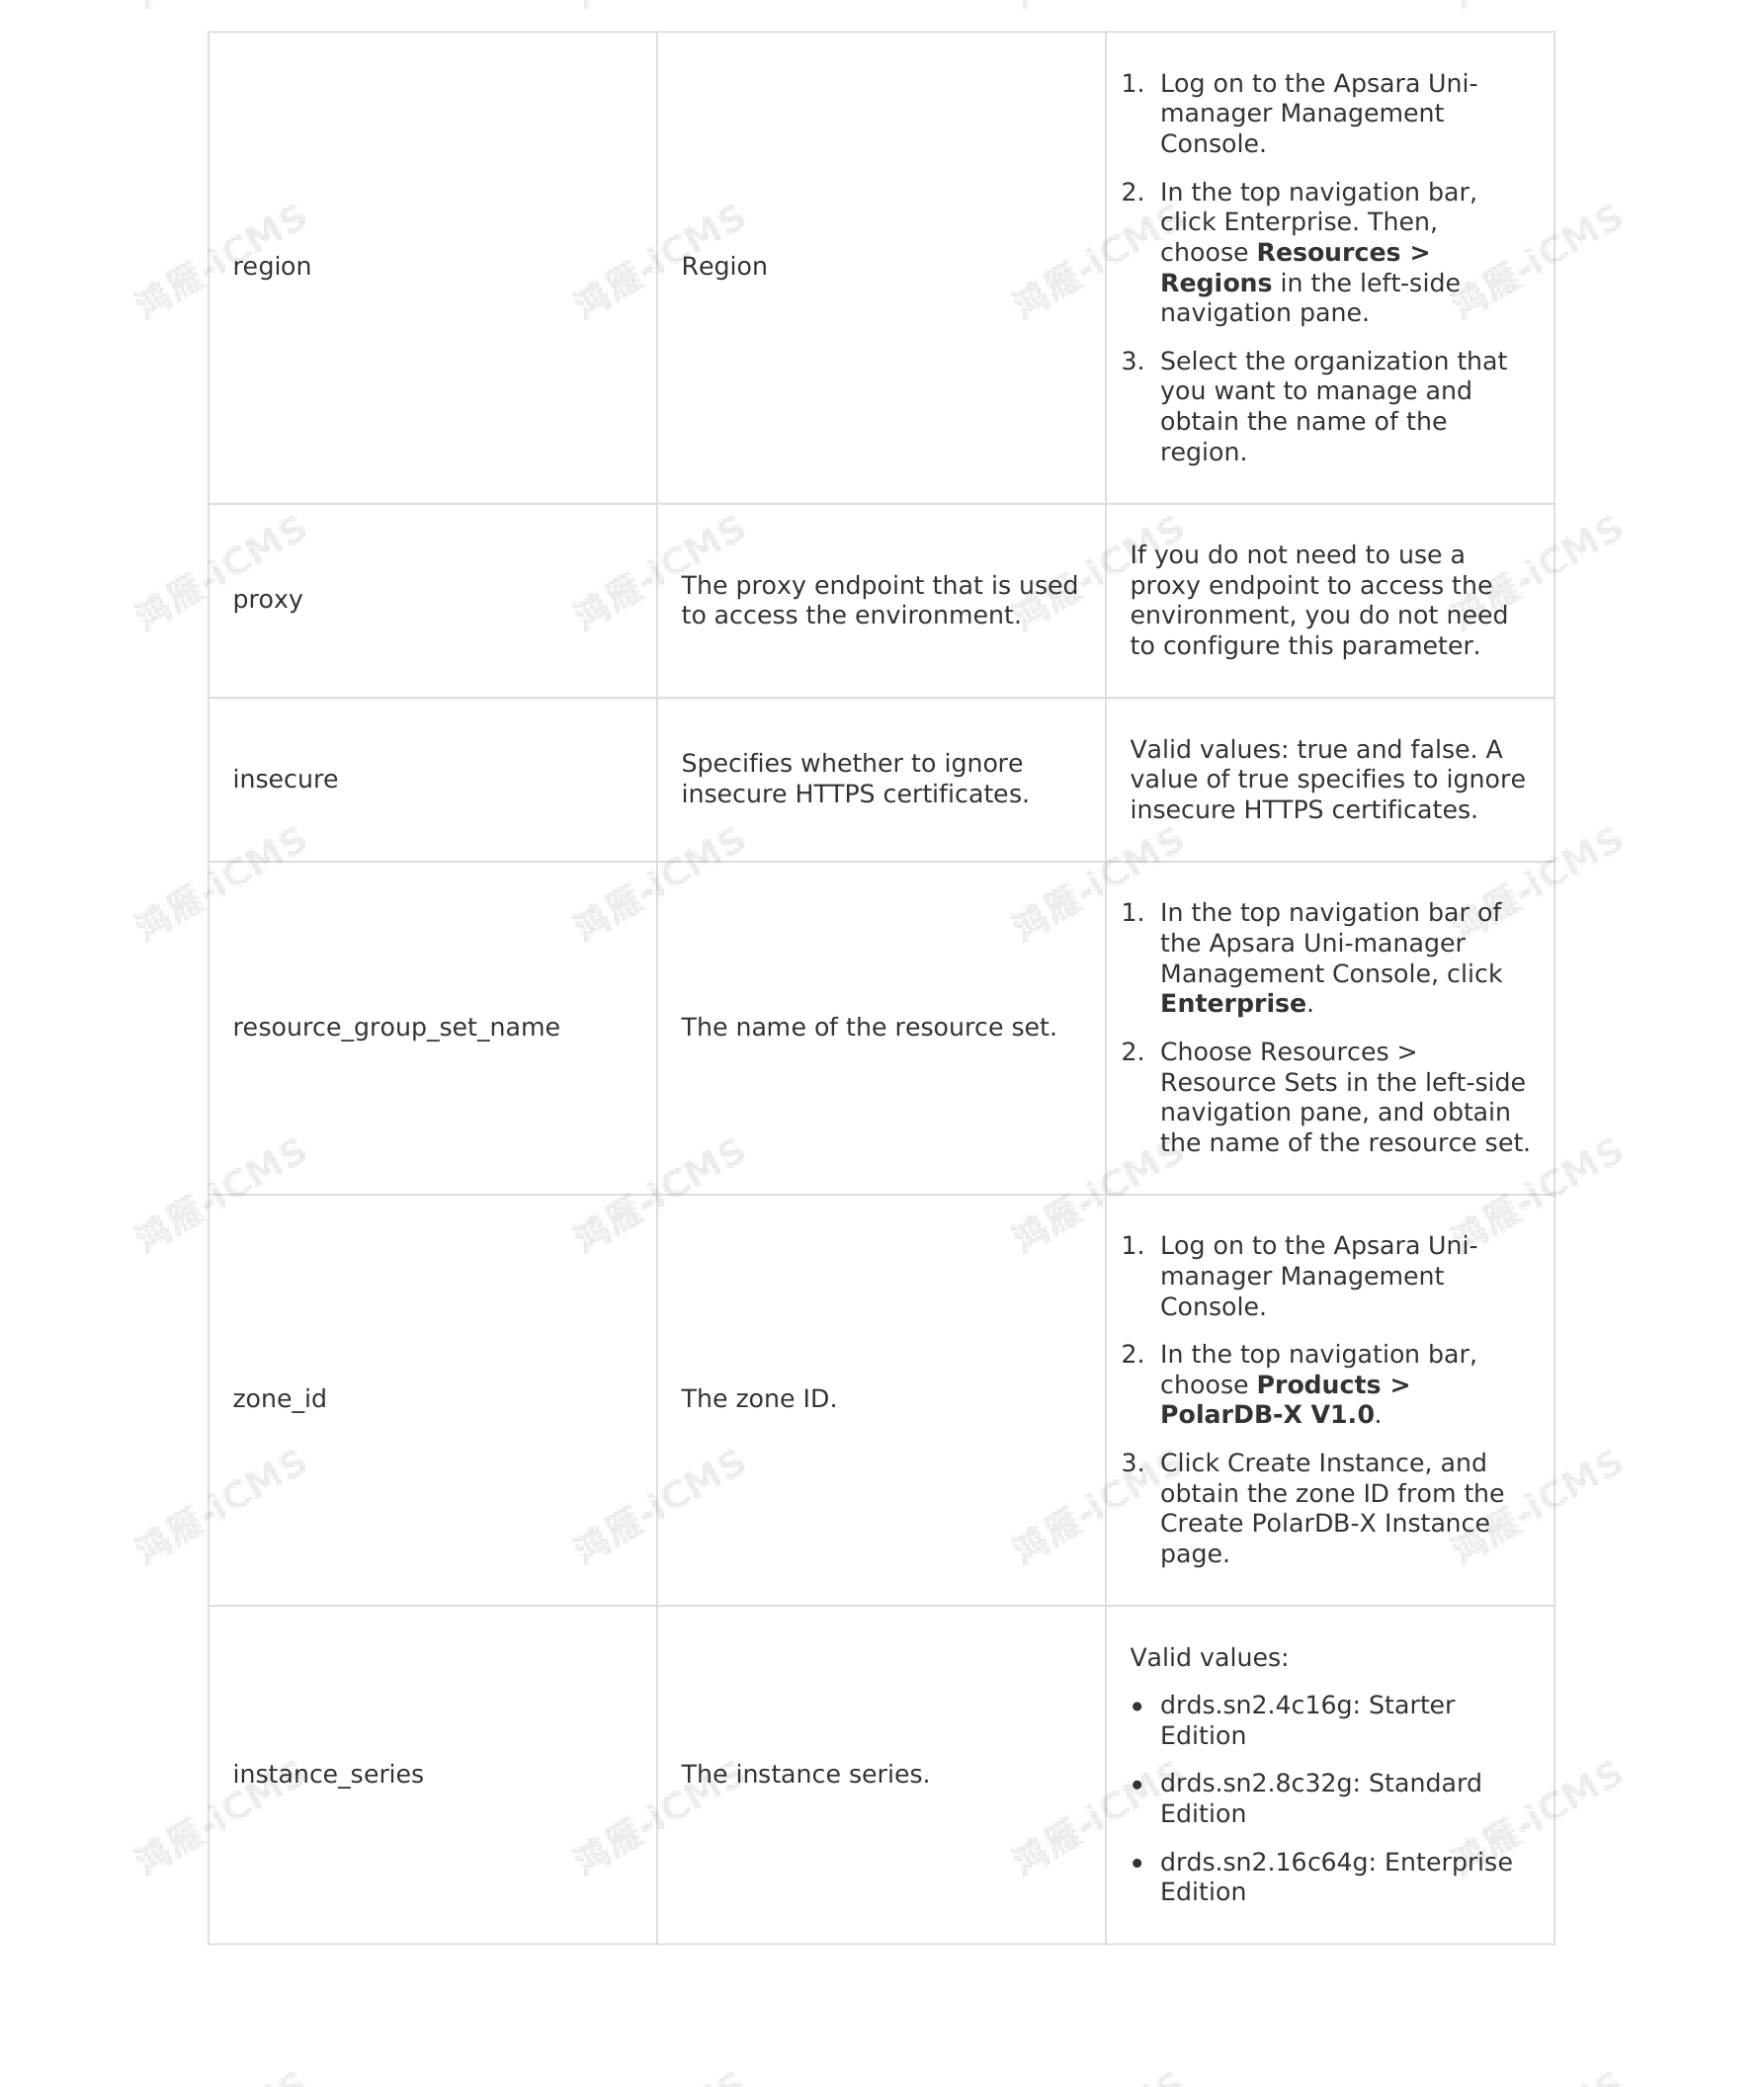 region
Region
1. Log on to the Apsara Uni-
manager Management
Console.
2. In the top navigation bar,
click Enterprise. Then,
choose Resources >
Regions in the left-side
navigation pane.
3. Select the organization that
you want to manage and
obtain the name of the
region.
proxy
The proxy endpoint that is used
to access the environment.
If you do not need to use a
proxy endpoint to access the
environment, you do not need
to configure this parameter.
insecure
Specifies whether to ignore
insecure HTTPS certificates.
Valid values: true and false. A
value of true specifies to ignore
insecure HTTPS certificates.
resource_group_set_name
The name of the resource set.
1. In the top navigation bar of
the Apsara Uni-manager
Management Console, click
Enterprise.
2. Choose Resources >
Resource Sets in the left-side
navigation pane, and obtain
the name of the resource set.
zone_id
The zone ID.
1. Log on to the Apsara Uni-
manager Management
Console.
2. In the top navigation bar,
choose Products >
PolarDB-X V1.0.
3. Click Create Instance, and
obtain the zone ID from the
Create PolarDB-X Instance
page.
instance_series
The instance series.
Valid values:
• drds.sn2.4c16g: Starter
Edition
• drds.sn2.8c32g: Standard
Edition
• drds.sn2.16c64g: Enterprise
Edition
鸿雁-iCMS